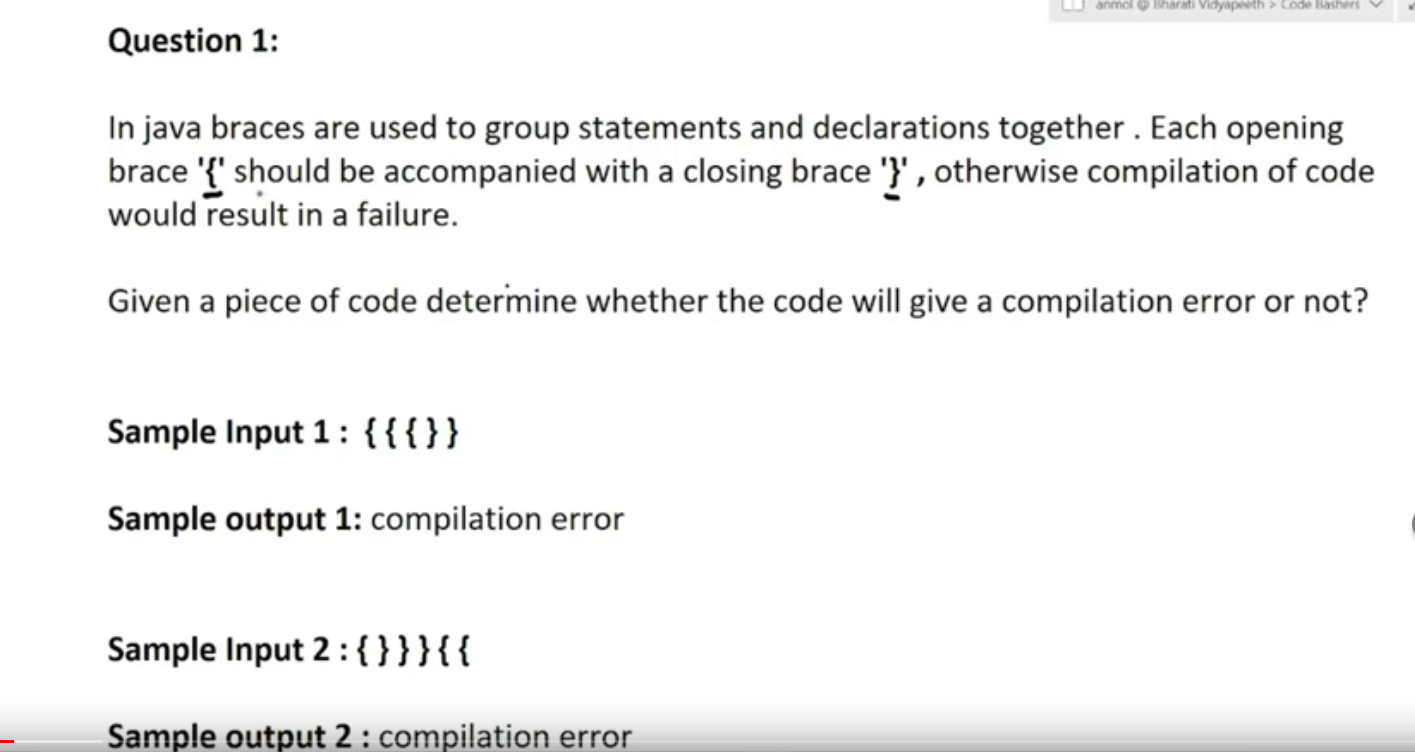 anmol @ Bharati Vidyapeeth > Code Bashers
Question 1:
In java braces are used to group statements and declarations together . Each opening
brace '{' should be accompanied with a closing brace '}' , otherwise compilation of code
would result in a failure.
Given a piece of code determine whether the code will give a compilation error or not?
Sample Input 1 : { { { } }
Sample output 1: compilation error
Sample Input 2 : { } } } { {
Sample output 2 : compilation error